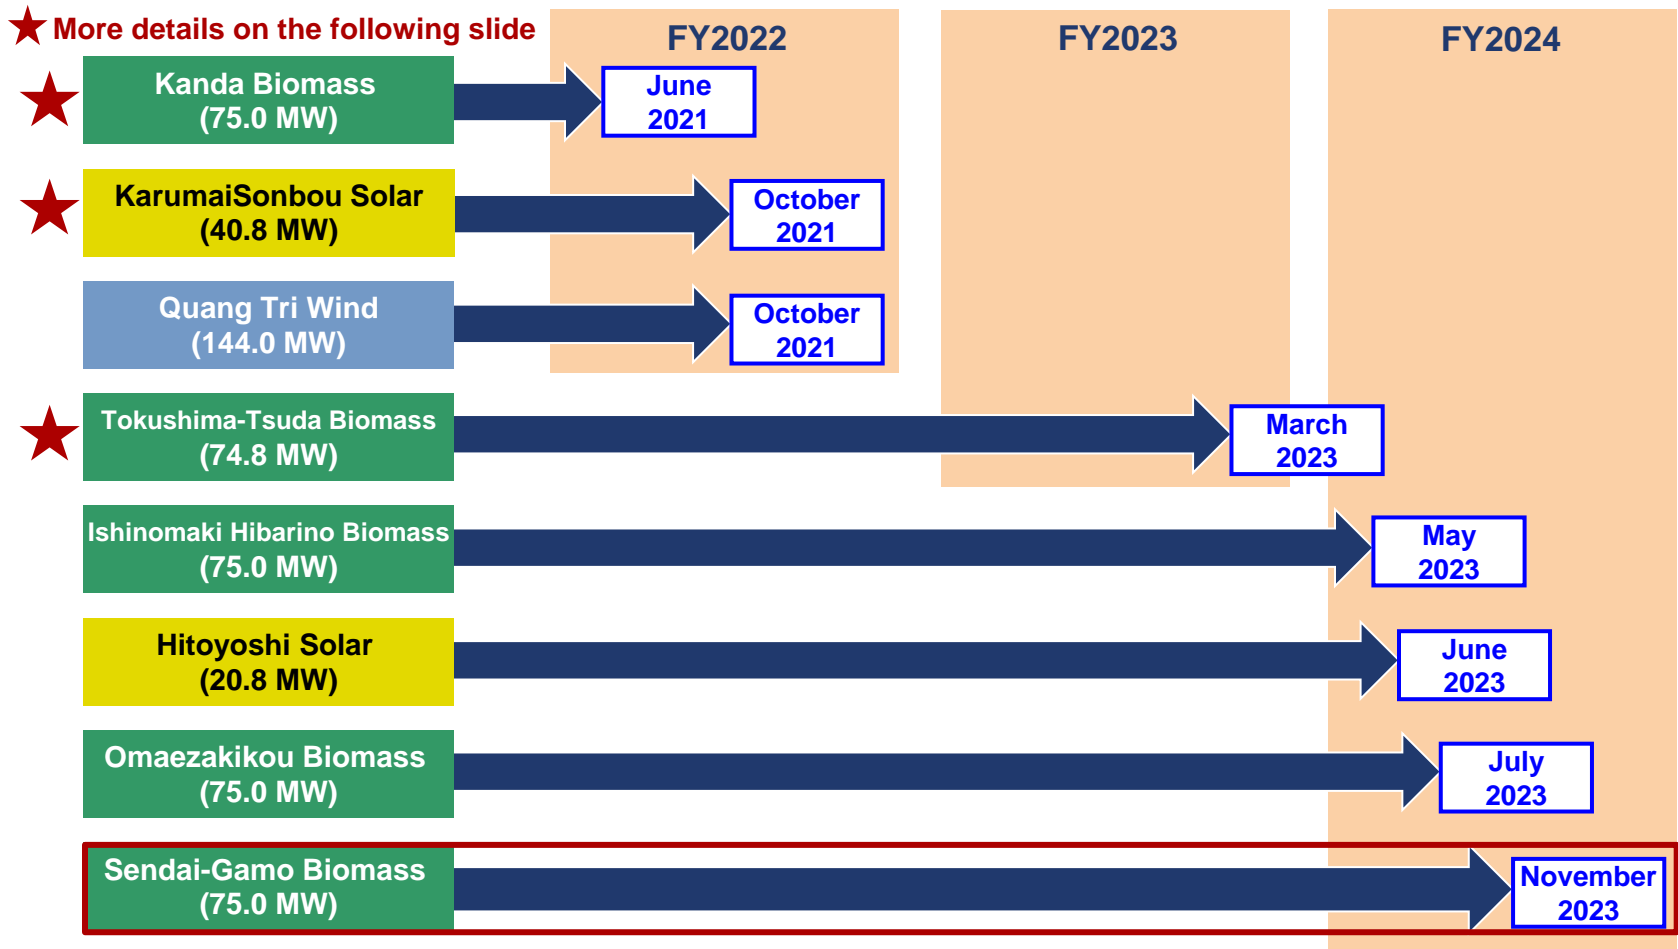 More details on the following slide
FY2022
FY2023
FY2024
Kanda Biomass
(75.0 MW)
June
2021
KarumaiSonbou Solar
(40.8 MW)
October
2021
Quang Tri Wind
(144.0 MW)
October
2021
Tokushima-Tsuda Biomass
(74.8 MW)
March
2023
Ishinomaki Hibarino Biomass
(75.0 MW)
May
2023
Hitoyoshi Solar
(20.8 MW)
June
2023
Omaezakikou Biomass
(75.0 MW)
July
2023
Sendai-Gamo Biomass
(75.0 MW)
November
2023